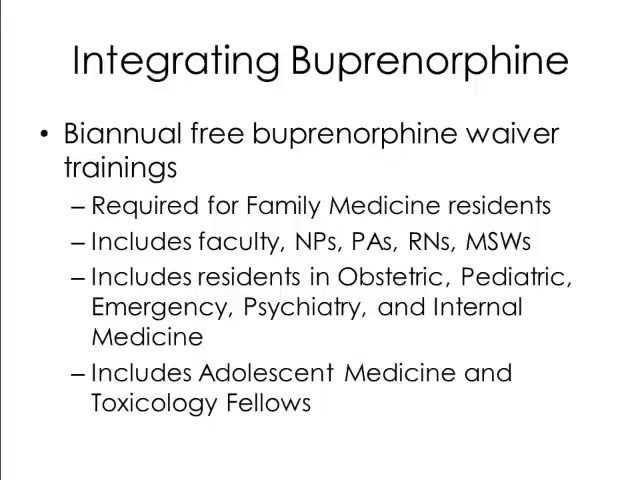 Integrating Buprenorphine
• Biannual free buprenorphine waiver
trainings
– Required for Family Medicine residents
– Includes faculty, NPs, PAs, RNs, MSWs
– Includes residents in Obstetric, Pediatric,
Emergency, Psychiatry, and Internal
Medicine
– Includes Adolescent Medicine and
Toxicology Fellows